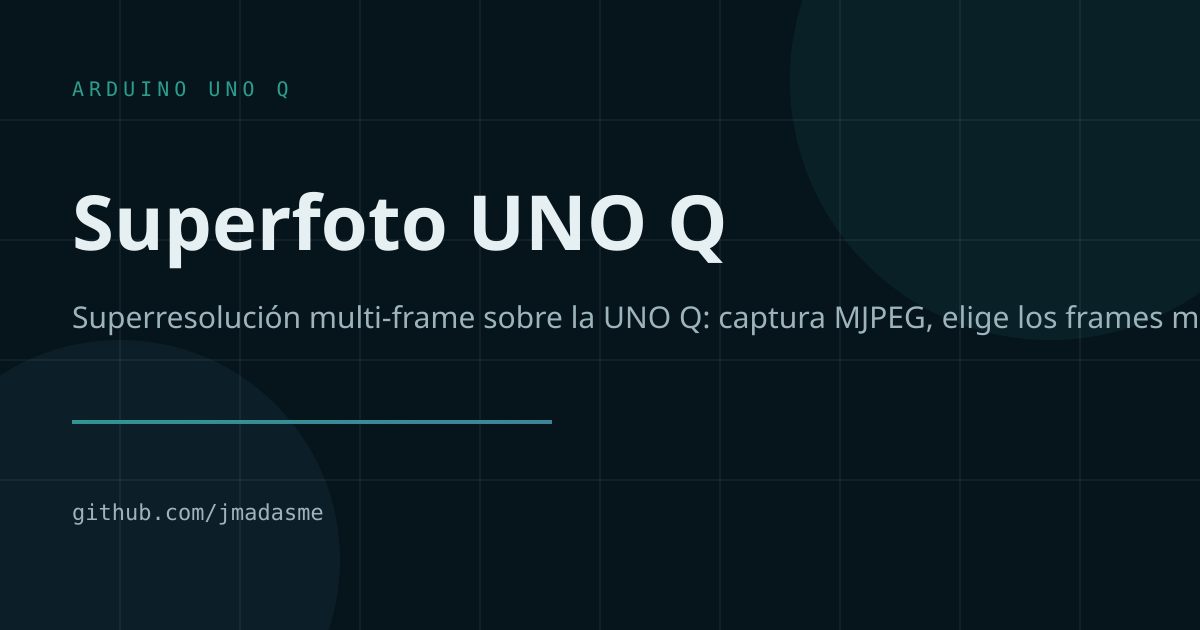 ARDUINO UNO Q
Superfoto UNO Q
Superresolución multi-frame sobre la UNO Q: captura MJPEG, elige los frames
github.com/jmadasme